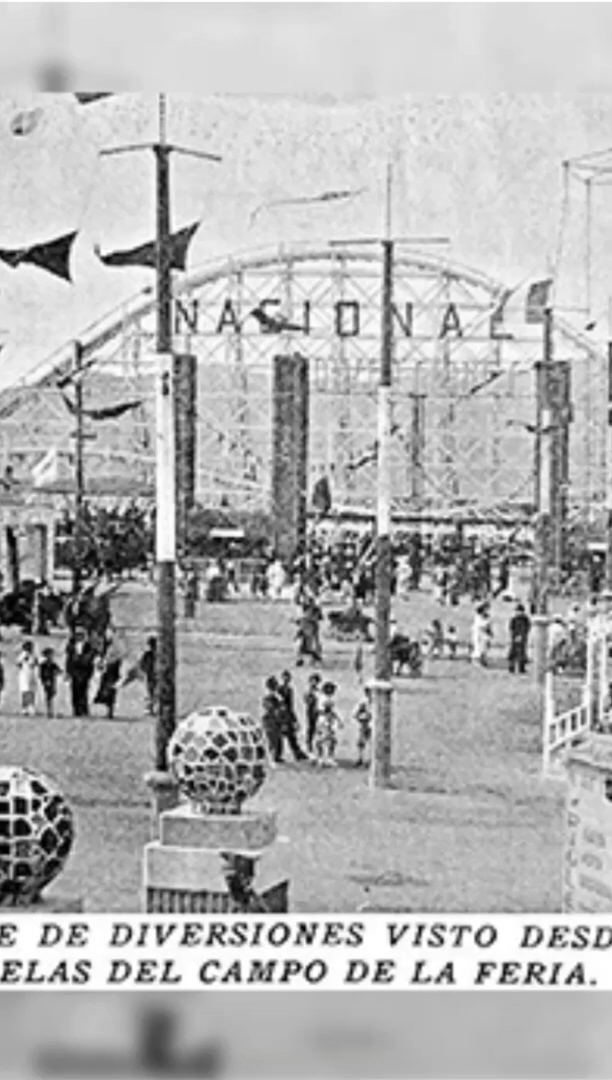 NACIONAL
E DE DIVERSIONES VISTO DESD
ELAS DEL CAMPO DE LA FERIA.